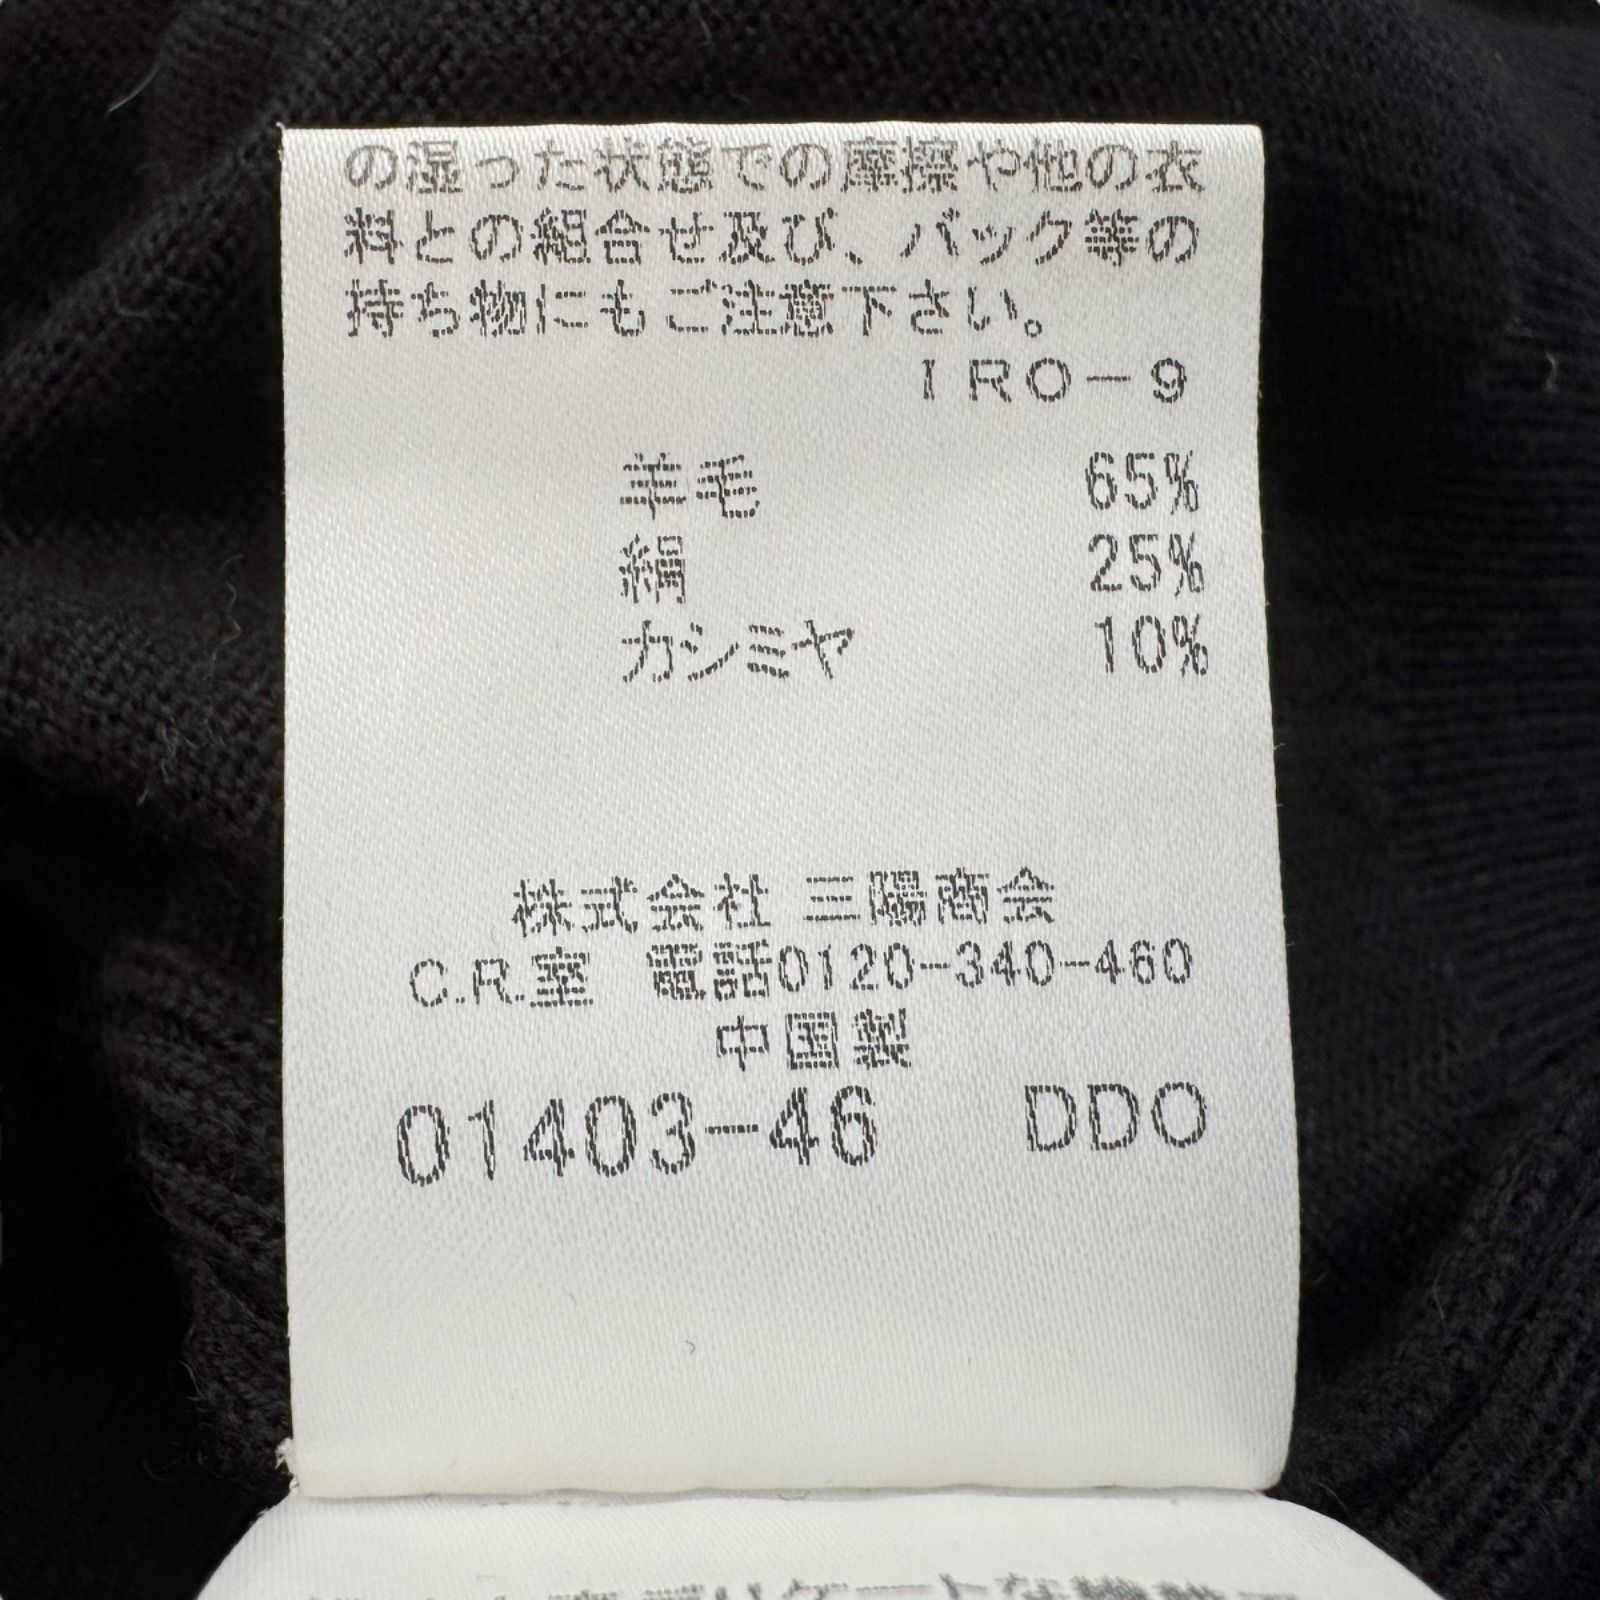 の湿った状態での摩擦や他の衣
料との組合せ及び、バック等の
持ち物にもご注意下さい。
IRO-9
羊毛 65%
絹 25%
カシミヤ 10%
株式会社 三陽商会
C.R.室 電話0120-340-460
中国製
01403-46 DDO